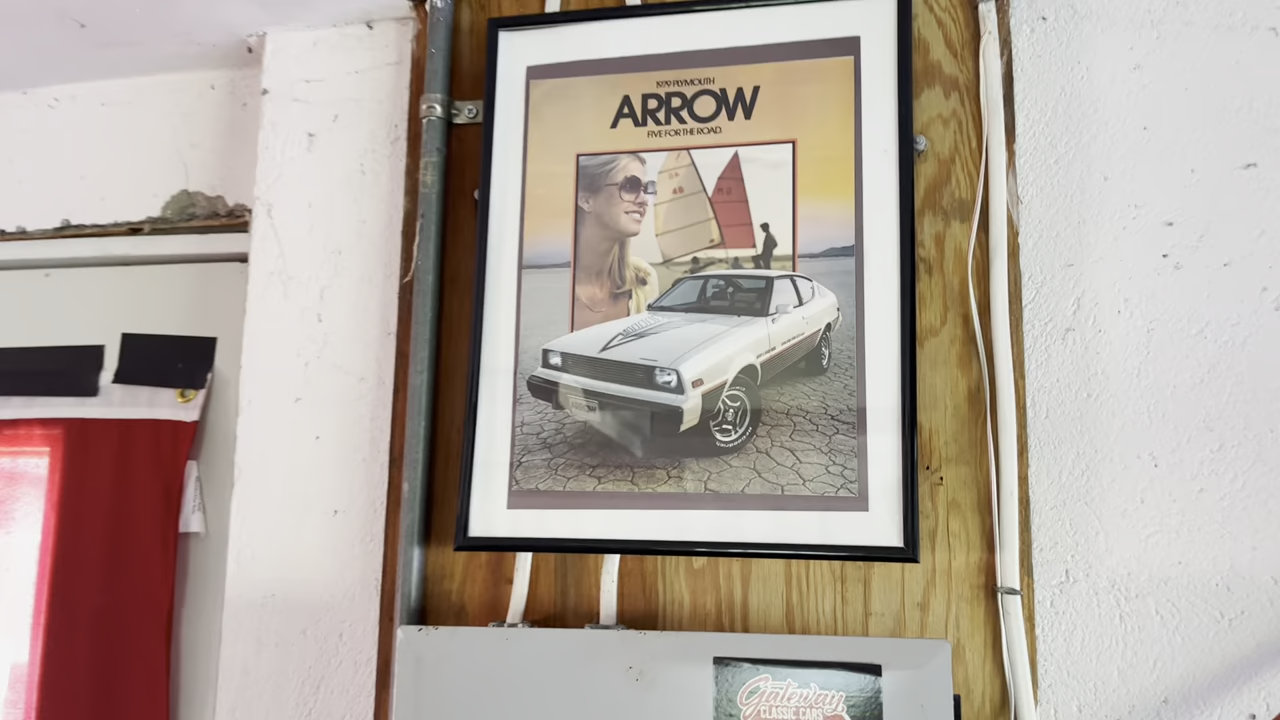 1979 PLYMOUTH
ARROW
FIVE FOR THE ROAD.
Gateway
CLASSIC CARS